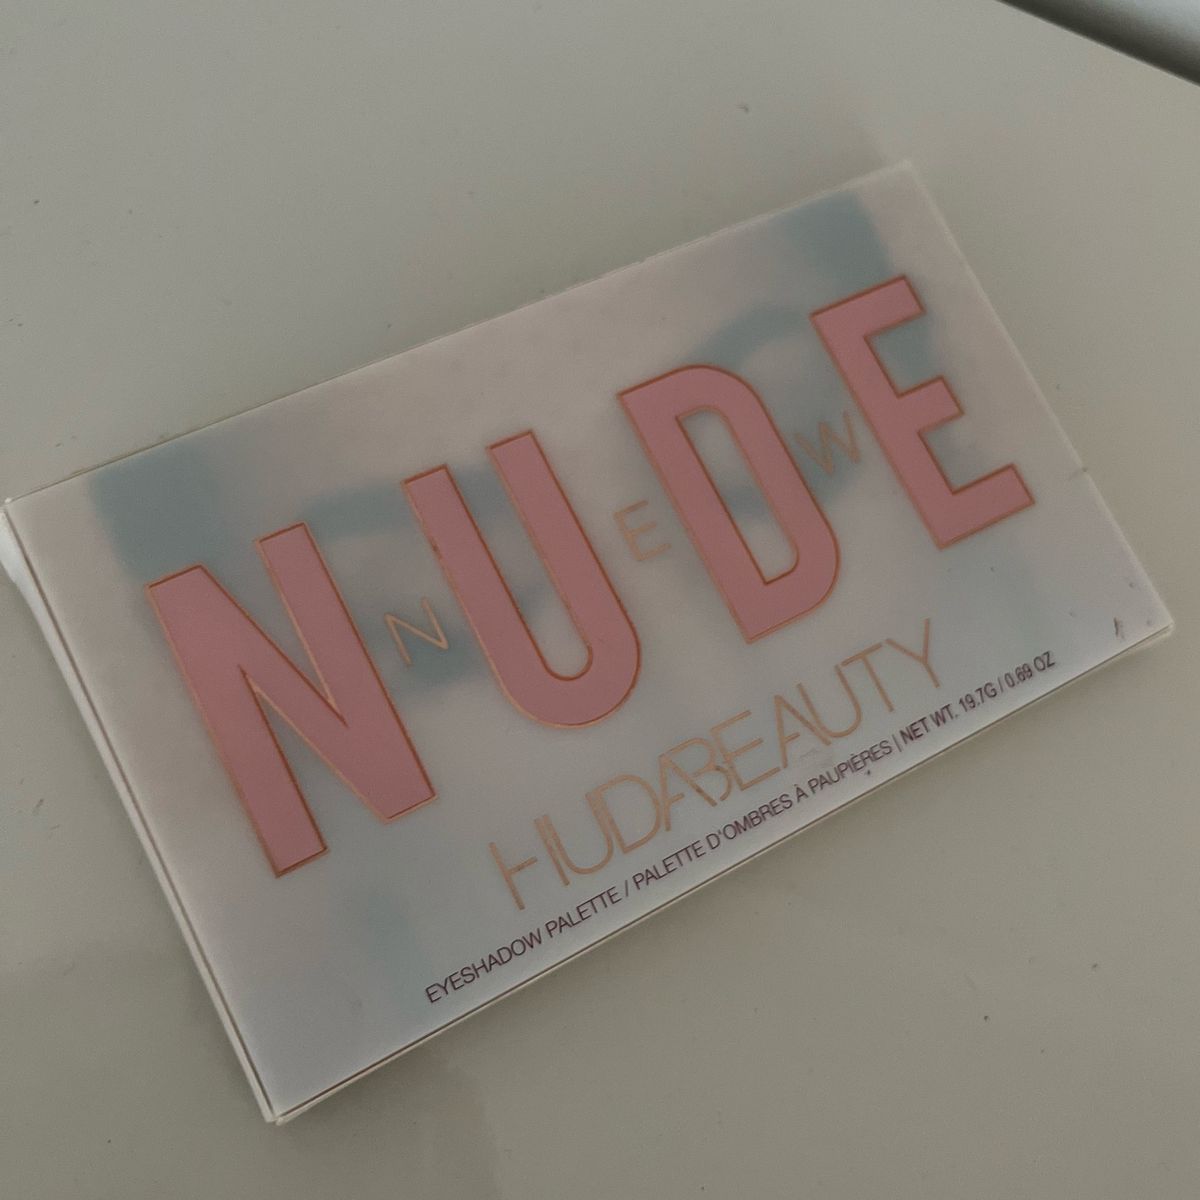 NEW
NUDE
HUDABEAUTY
EYESHADOW PALETTE / PALETTE D'OMBRES À PAUPIÈRES | NET WT. 19.7G / 0.69 OZ